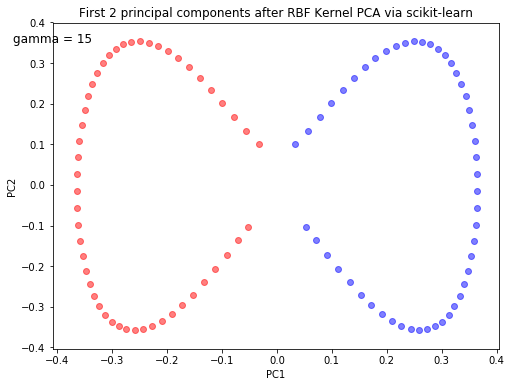 First 2 principal components after RBF Kernel PCA via scikit-learn
gamma = 15
0.4
0.3
0.2
0.1
0.0
−0.1
−0.2
−0.3
−0.4
PC2
−0.4 −0.3 −0.2 −0.1 0.0 0.1 0.2 0.3 0.4
PC1